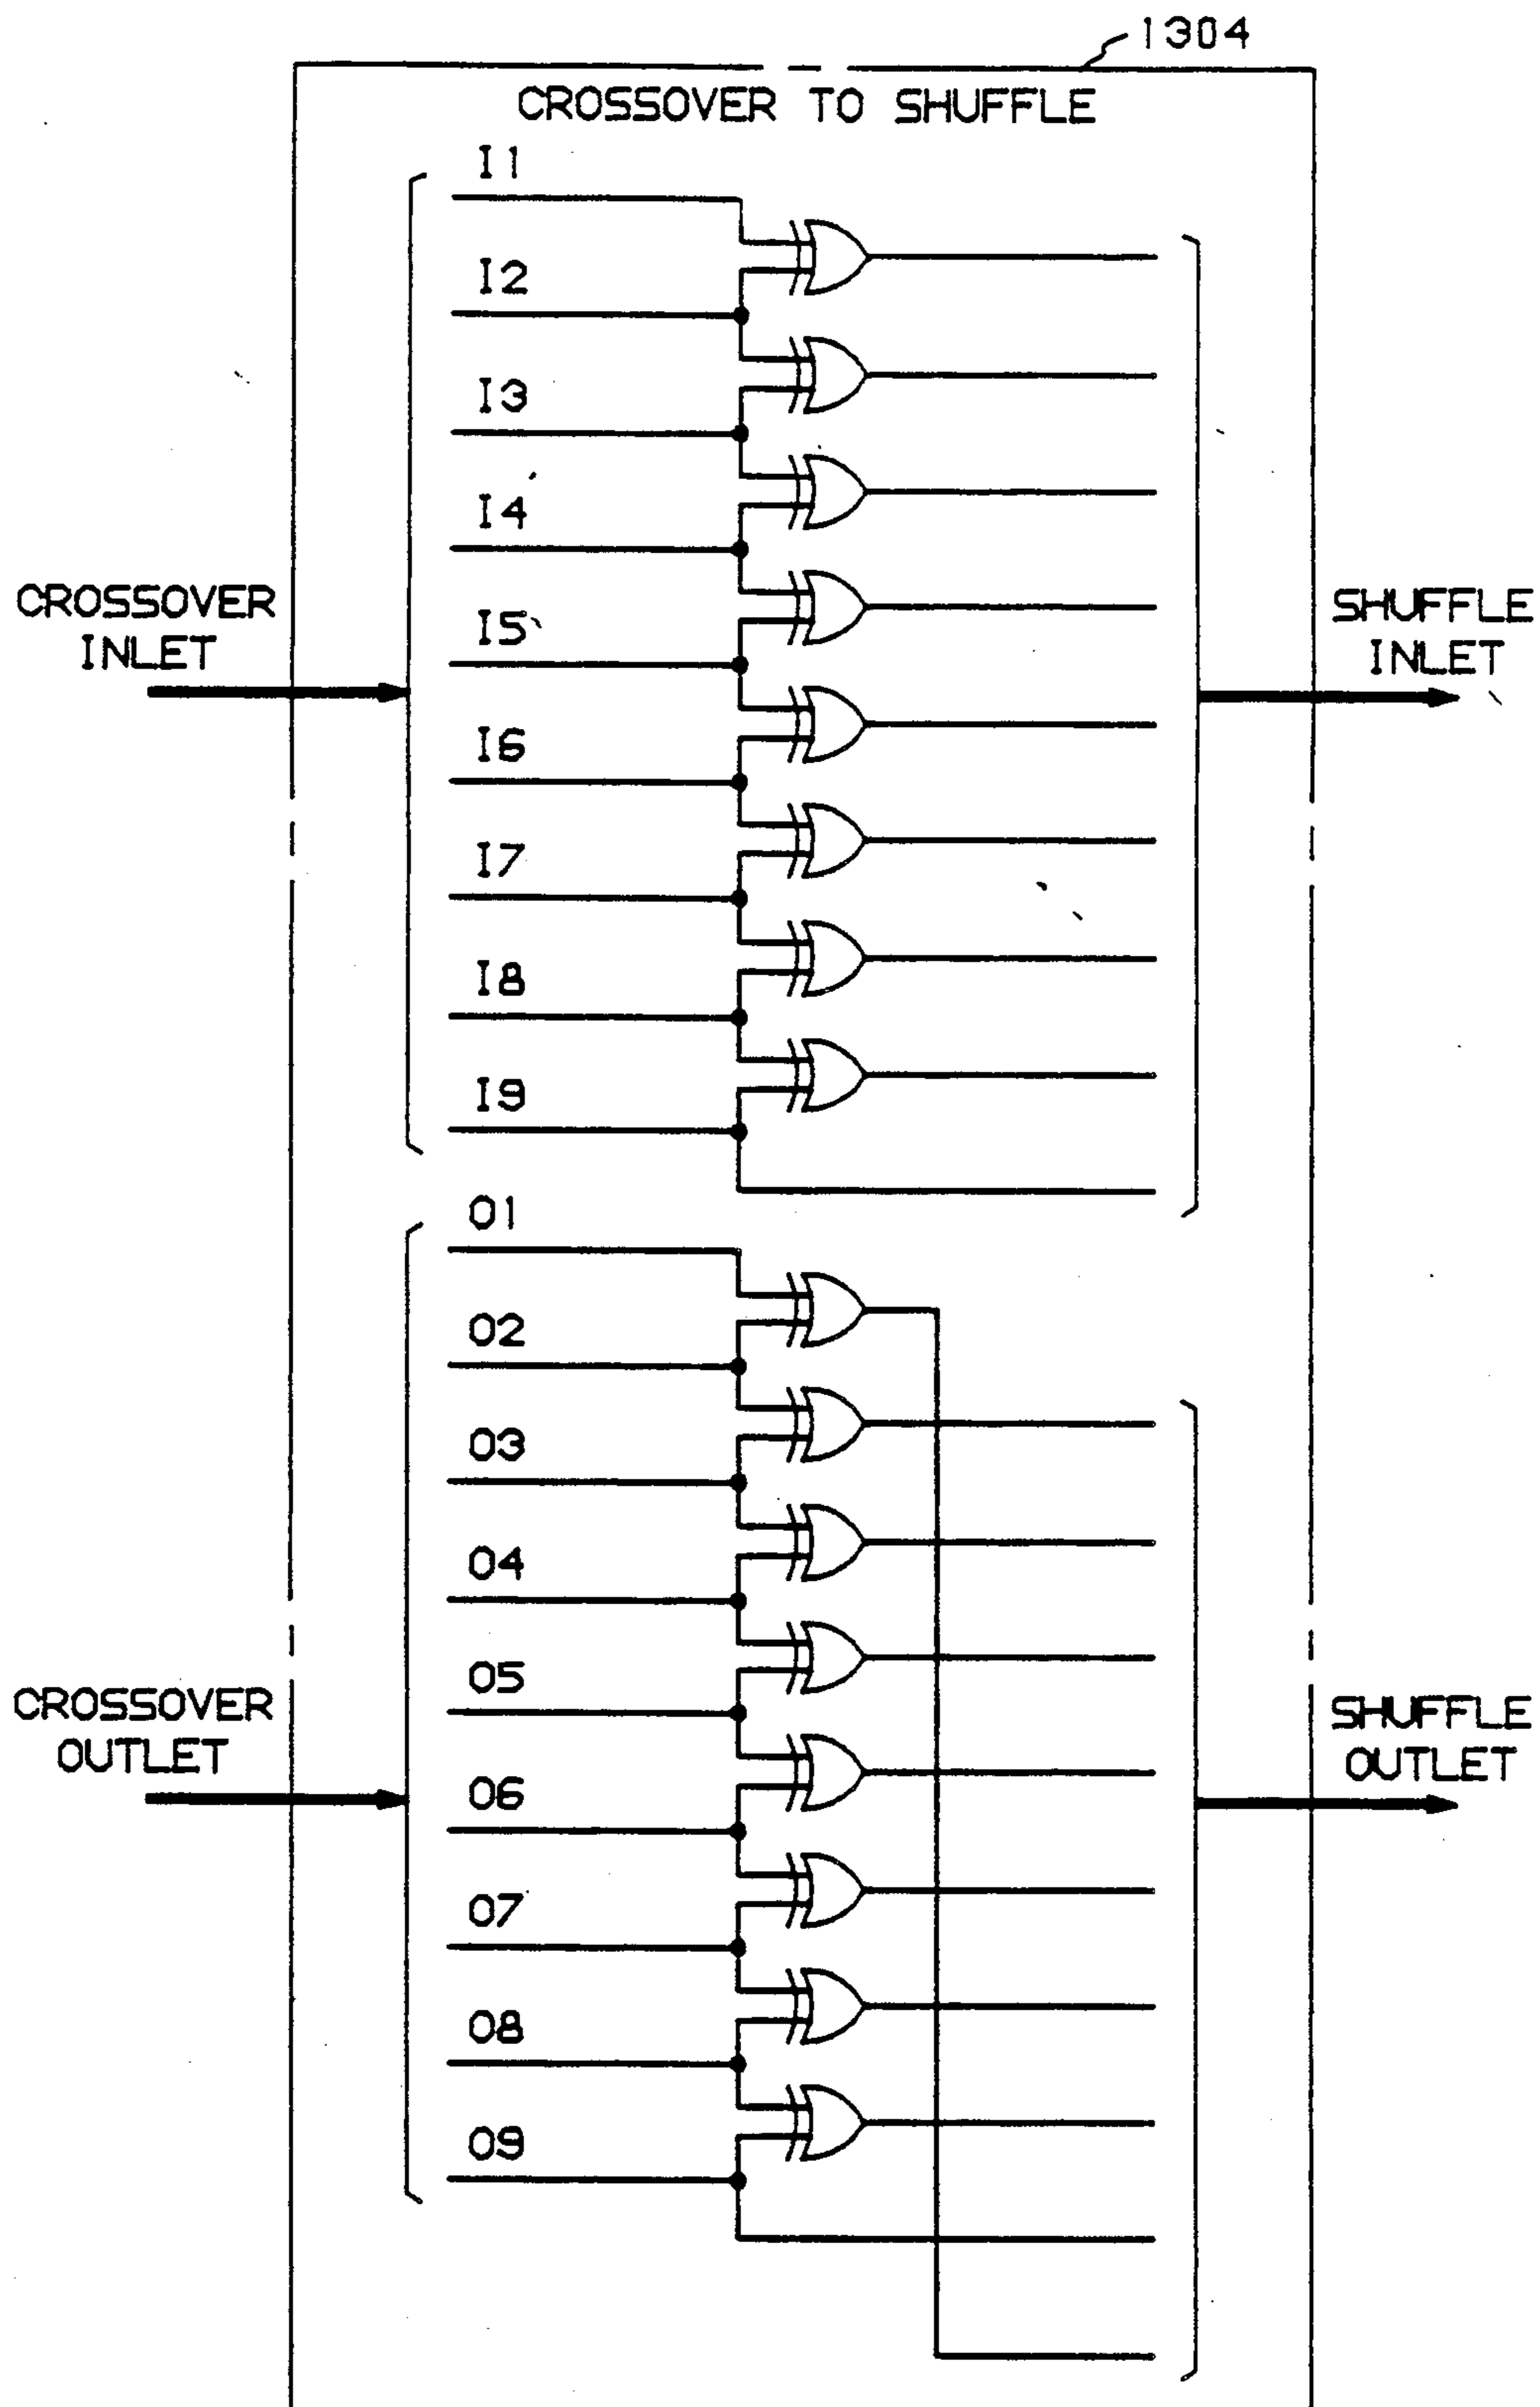 1304
CROSSOVER TO SHUFFLE
I1
I2
I3
I4
I5
I6
I7
I8
I9
CROSSOVER
INLET
SHUFFLE
INLET
O1
O2
O3
O4
O5
O6
O7
O8
O9
CROSSOVER
OUTLET
SHUFFLE
OUTLET